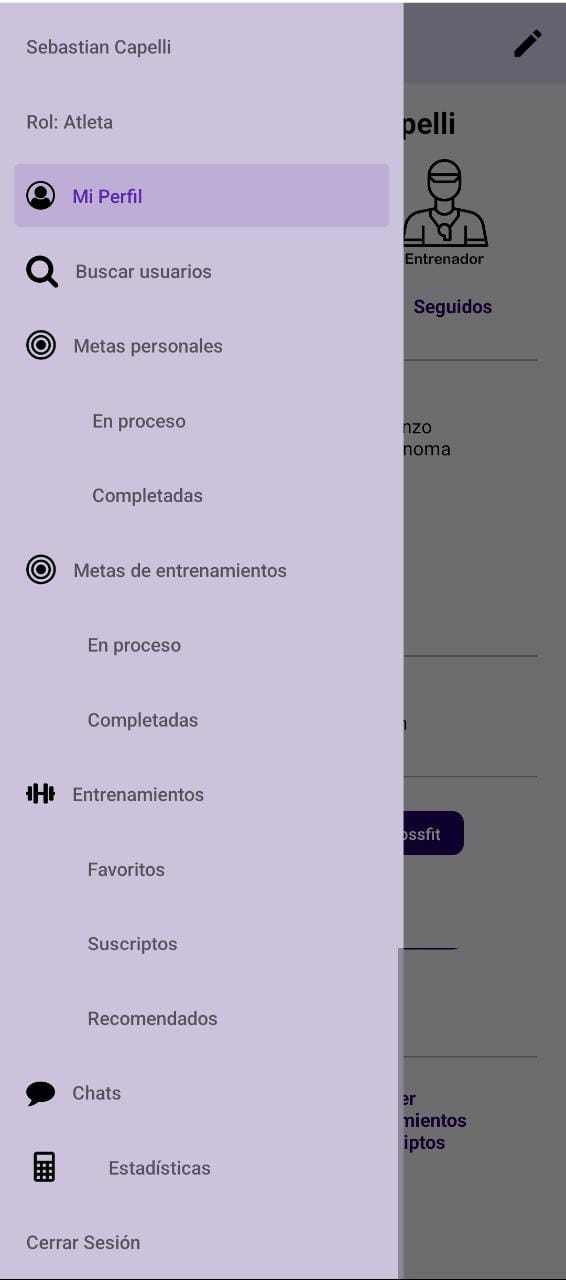 Sebastian Capelli
Rol: Atleta
Mi Perfil
Buscar usuarios
Metas personales
En proceso
Completadas
Metas de entrenamientos
En proceso
Completadas
Entrenamientos
Favoritos
Suscriptos
Recomendados
Chats
Estadísticas
Cerrar Sesión
pelli
Entrenador
Seguidos
nzo
noma
ossfit
er
mientos
iptos